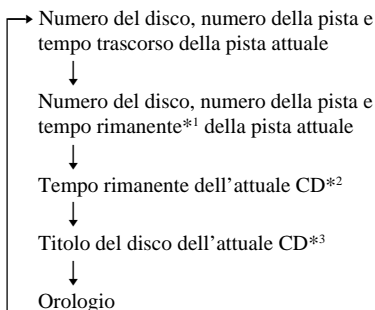 Numero del disco, numero della pista e
tempo trascorso della pista attuale
Numero del disco, numero della pista e
tempo rimanente*1 della pista attuale
Tempo rimanente dell’attuale CD*2
Titolo del disco dell’attuale CD*3
Orologio